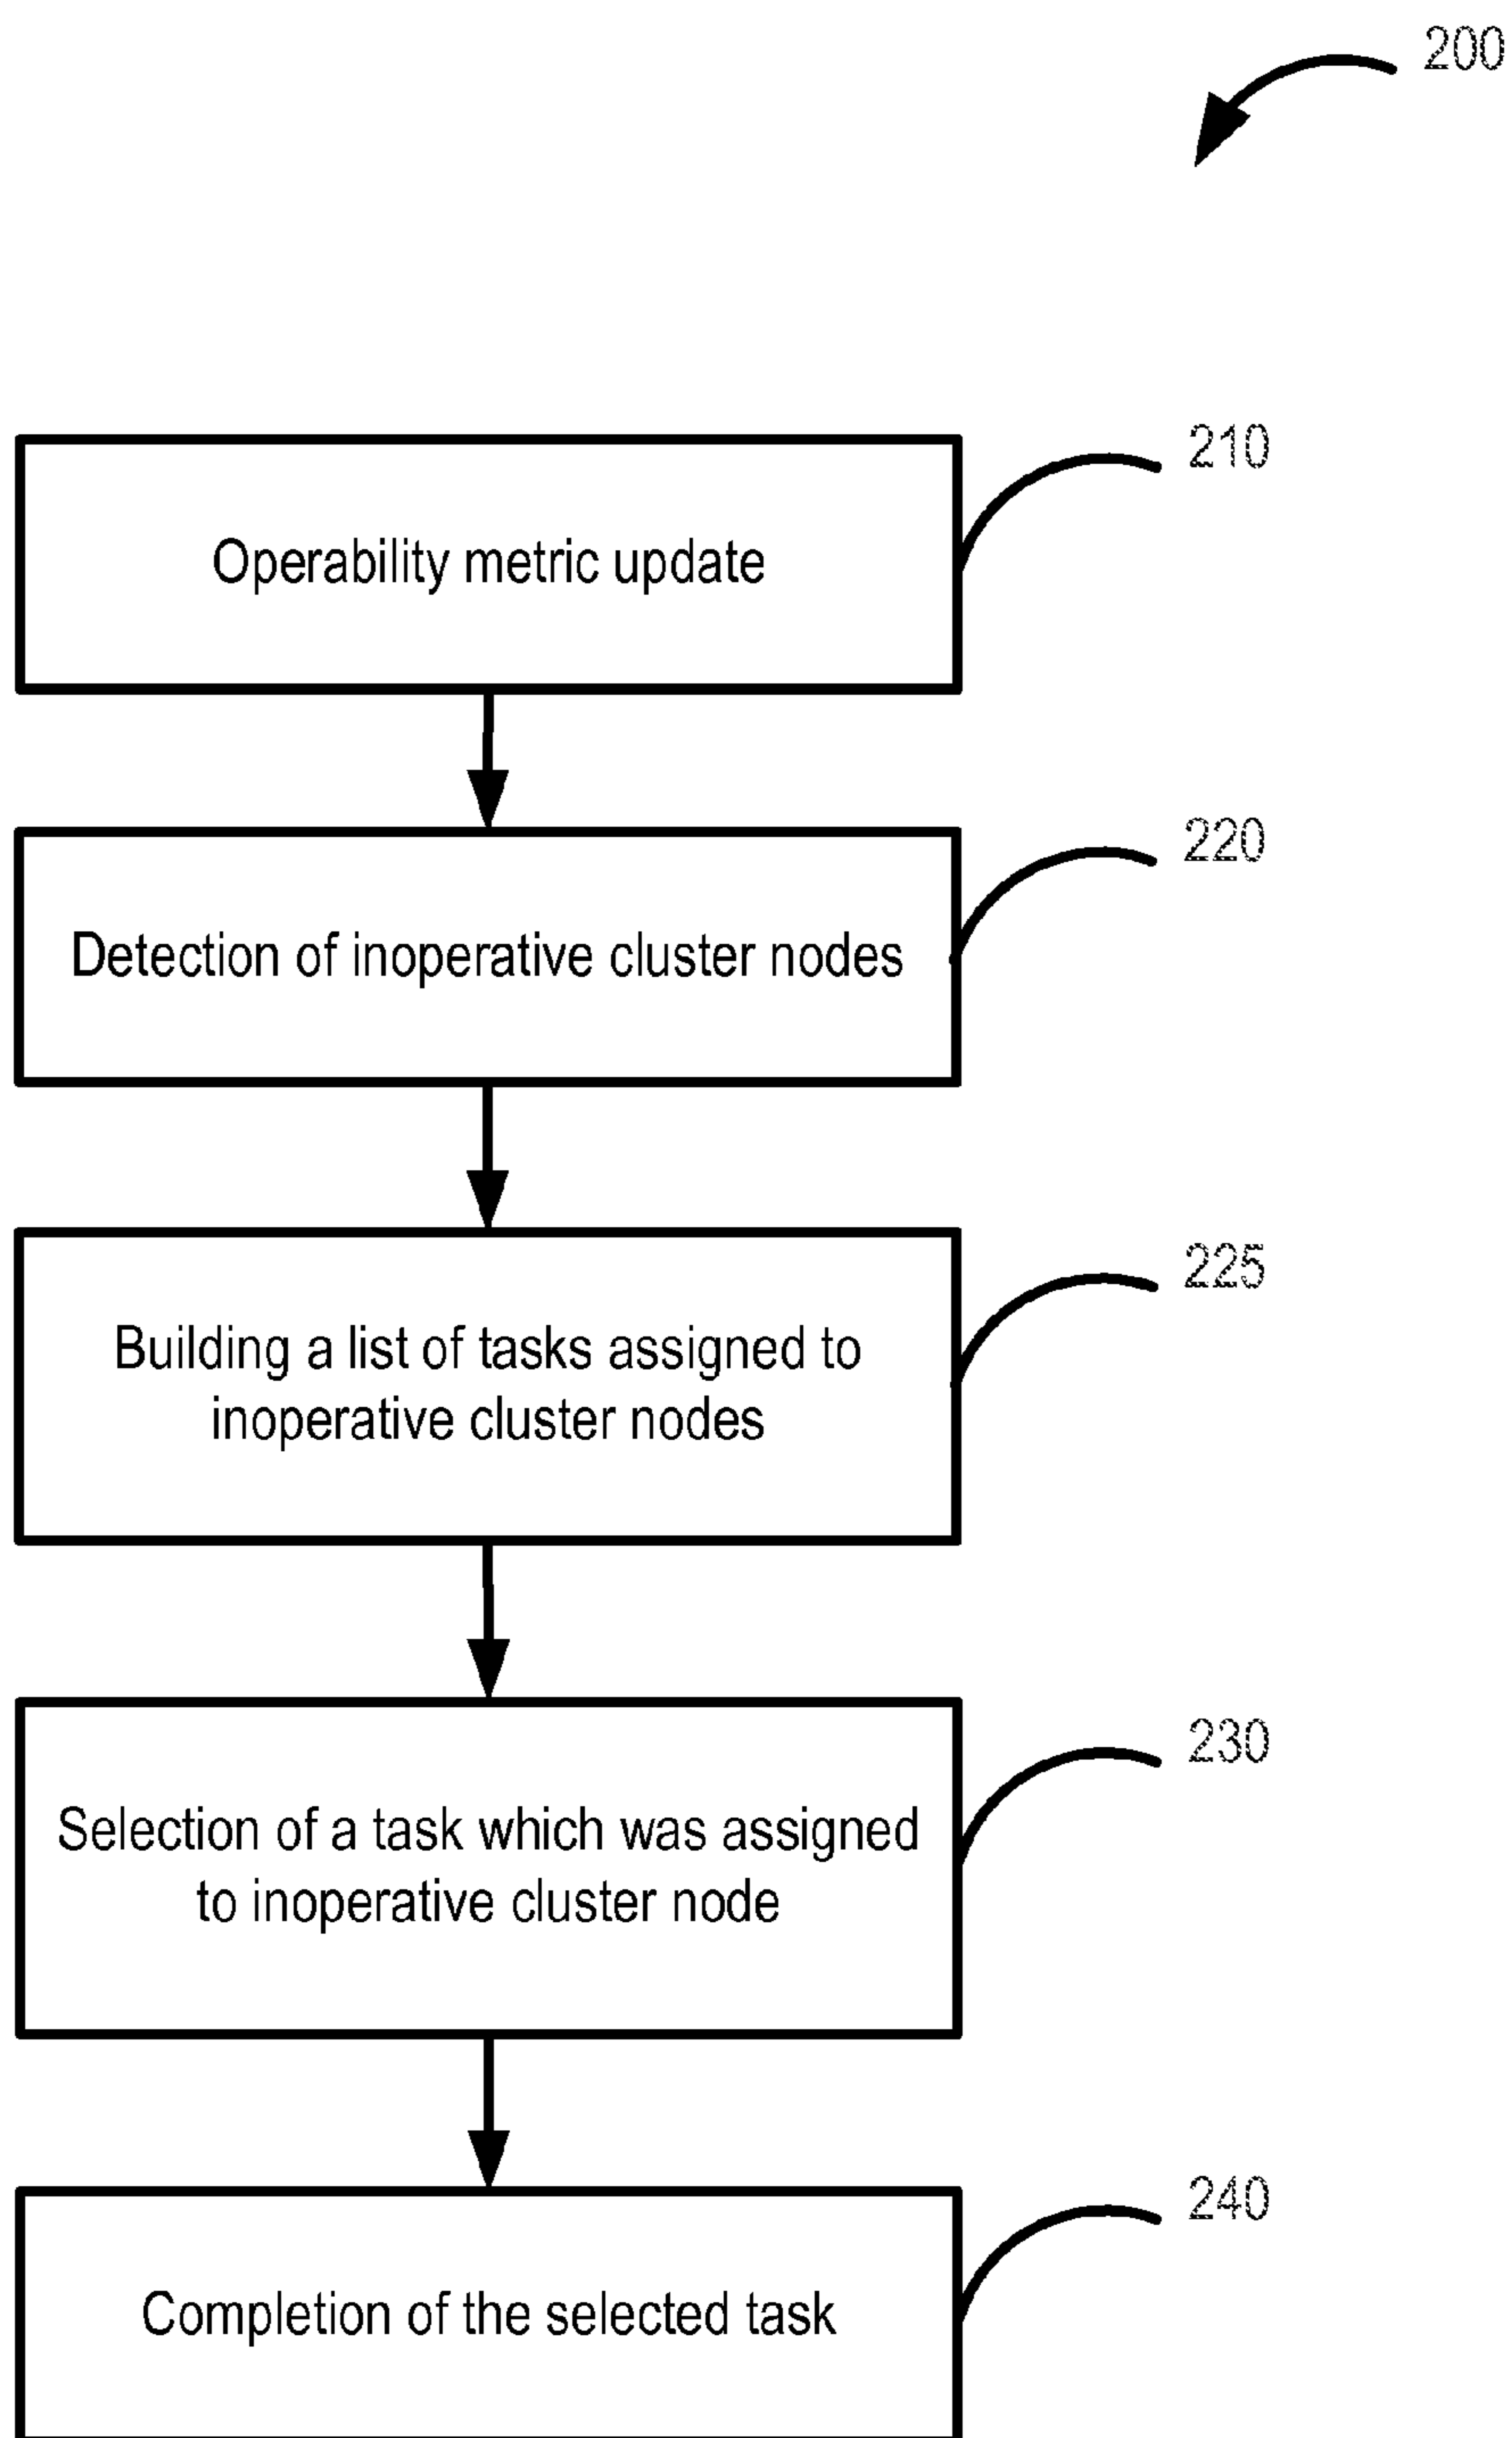 200
210
Operability metric update
220
Detection of inoperative cluster nodes
225
Building a list of tasks assigned to
inoperative cluster nodes
230
Selection of a task which was assigned
to inoperative cluster node
240
Completion of the selected task